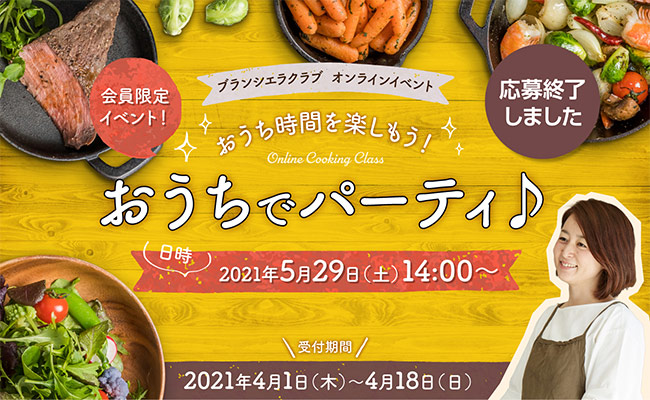 ブランシエラクラブ オンラインイベント
会員限定
イベント!
応募終了
しました
おうち時間を楽しもう!
Online Cooking Class
おうちでパーティ♪
日時
2021年5月29日(土)14:00〜
受付期間
2021年4月1日(木)〜4月18日(日)